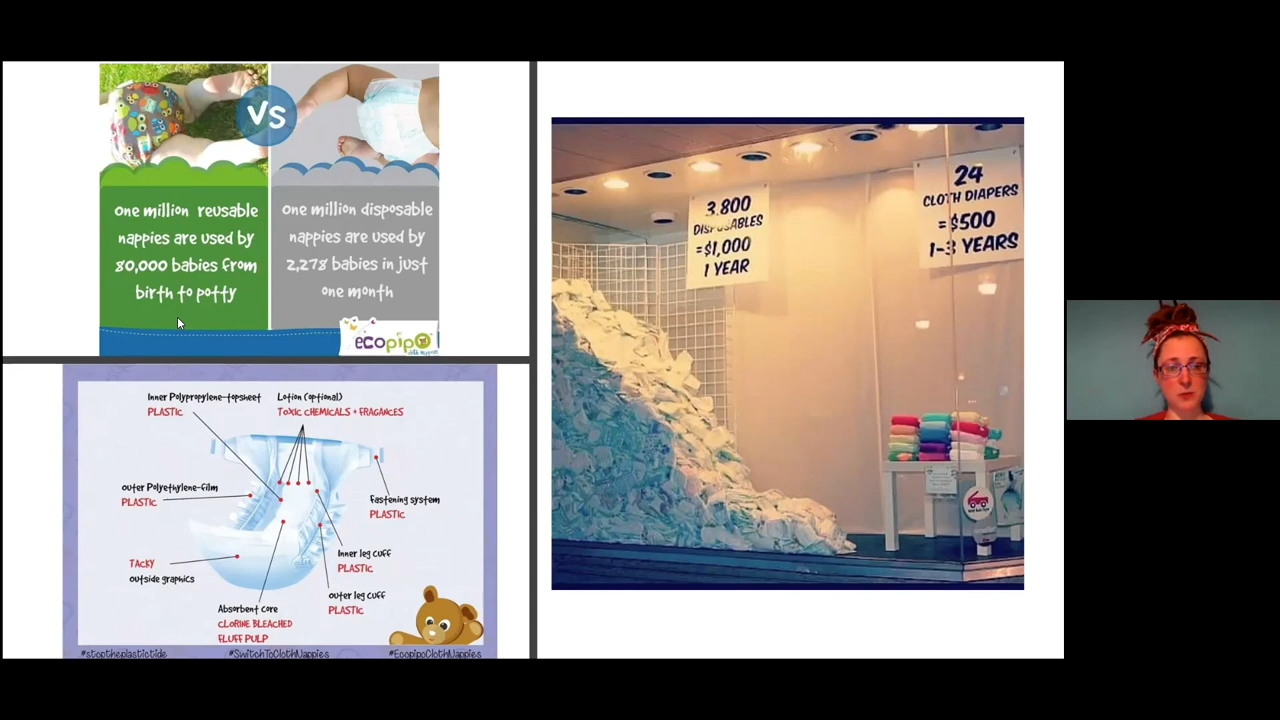 VS
One million reusable
nappies are used by
80,000 babies from
birth to potty
One million disposable
nappies are used by
2,278 babies in just
one month
ecopipo
Inner Polypropylene-topsheet
PLASTIC
Lotion (optional)
TOXIC CHEMICALS + FRAGANCES
Outer Polyethylene-film
PLASTIC
Fastening system
PLASTIC
TACKY
outside graphics
Inner leg cuff
PLASTIC
Outer leg cuff
PLASTIC
Absorbent core
CLORINE BLEACHED
FLUFF PULP
#stoptheplastictide
#SwitchToClothNappies
#EcopipoClothNappies
3,800
DISPOSABLES
=$1,000
1 YEAR
24
CLOTH DIAPERS
=$500
1-3 YEARS